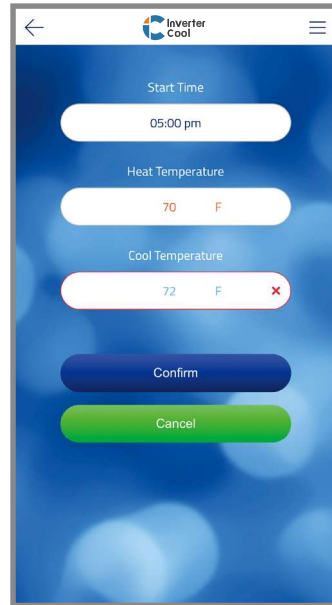 Inverter
Cool
Start Time
05:00 pm
Heat Temperature
70 F
Cool Temperature
72 F
Confirm
Cancel